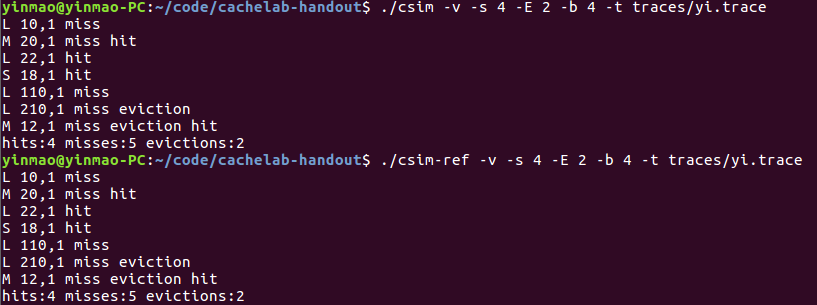 yinmao@yinmao-PC:~/code/cachelab-handout$ ./csim -v -s 4 -E 2 -b 4 -t traces/yi.trace
L 10,1 miss
M 20,1 miss hit
L 22,1 hit
S 18,1 hit
L 110,1 miss
L 210,1 miss eviction
M 12,1 miss eviction hit
hits:4 misses:5 evictions:2
yinmao@yinmao-PC:~/code/cachelab-handout$ ./csim-ref -v -s 4 -E 2 -b 4 -t traces/yi.trace
L 10,1 miss
M 20,1 miss hit
L 22,1 hit
S 18,1 hit
L 110,1 miss
L 210,1 miss eviction
M 12,1 miss eviction hit
hits:4 misses:5 evictions:2